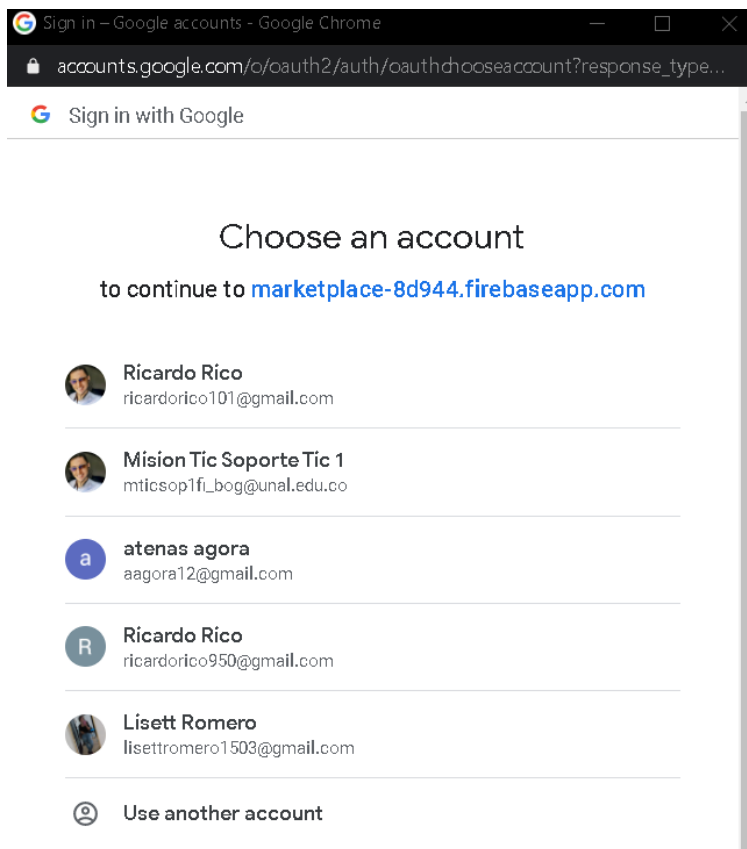 Sign in – Google accounts - Google Chrome
accounts.google.com/o/oauth2/auth/oauthchooseaccount?response_type...
Sign in with Google
Choose an account
to continue to marketplace-8d944.firebaseapp.com
Ricardo Rico
ricardorico101@gmail.com
Mision Tic Soporte Tic 1
mticsop1fi_bog@unal.edu.co
a
atenas agora
aagora12@gmail.com
R
Ricardo Rico
ricardorico950@gmail.com
Lisett Romero
lisettromero1503@gmail.com
Use another account